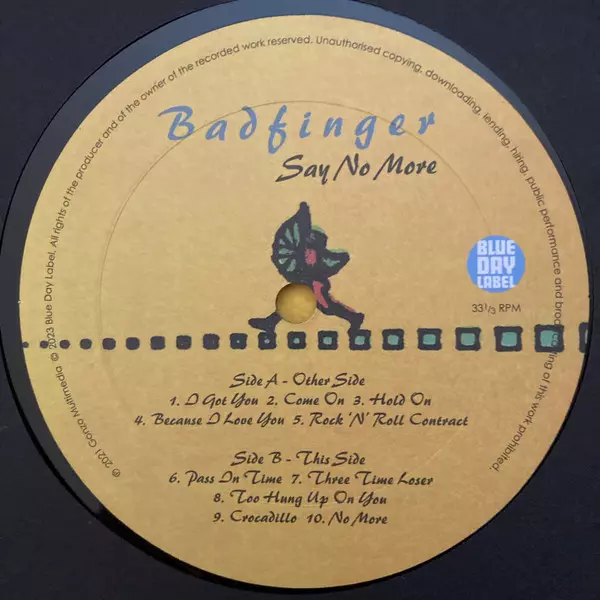 ℗ 2021 Gonzo Multimedia © 2023 Blue Day Label. All rights of the producer and of the owner of the recorded work reserved. Unauthorised copying, downloading, lending, hiring, public performance and broadcasting of this work prohibited.
Badfinger
Say No More
BLUE
DAY
LABEL
33 1/3 RPM
Side A - Other Side
1. I Got You 2. Come On 3. Hold On
4. Because I Love You 5. Rock 'N' Roll Contract
Side B - This Side
6. Pass In Time 7. Three Time Loser
8. Too Hung Up On You
9. Crocadillo 10. No More